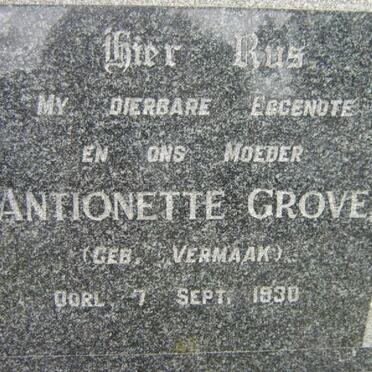 Hier Rus
MY DIERBARE EGGENOTE
EN ONS MOEDER
ANTIONETTE GROVE,
(GEB. VERMAAK).
OORL. 7 SEPT. 1930